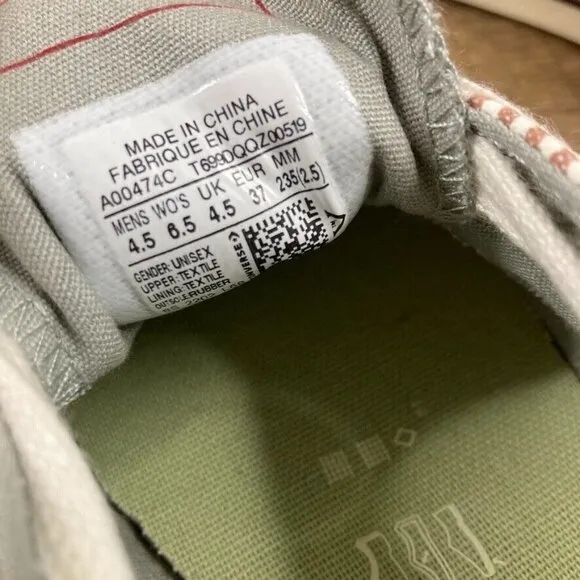 MADE IN CHINA
FABRIQUE EN CHINE
A00474C T699DQQZ00519
MENS WO'S UK EUR MM
4.5 6.5 4.5 37 235(2.5)
GENDER: UNISEX
UPPER: TEXTILE
LINING: TEXTILE
OUTSOLE: RUBBER